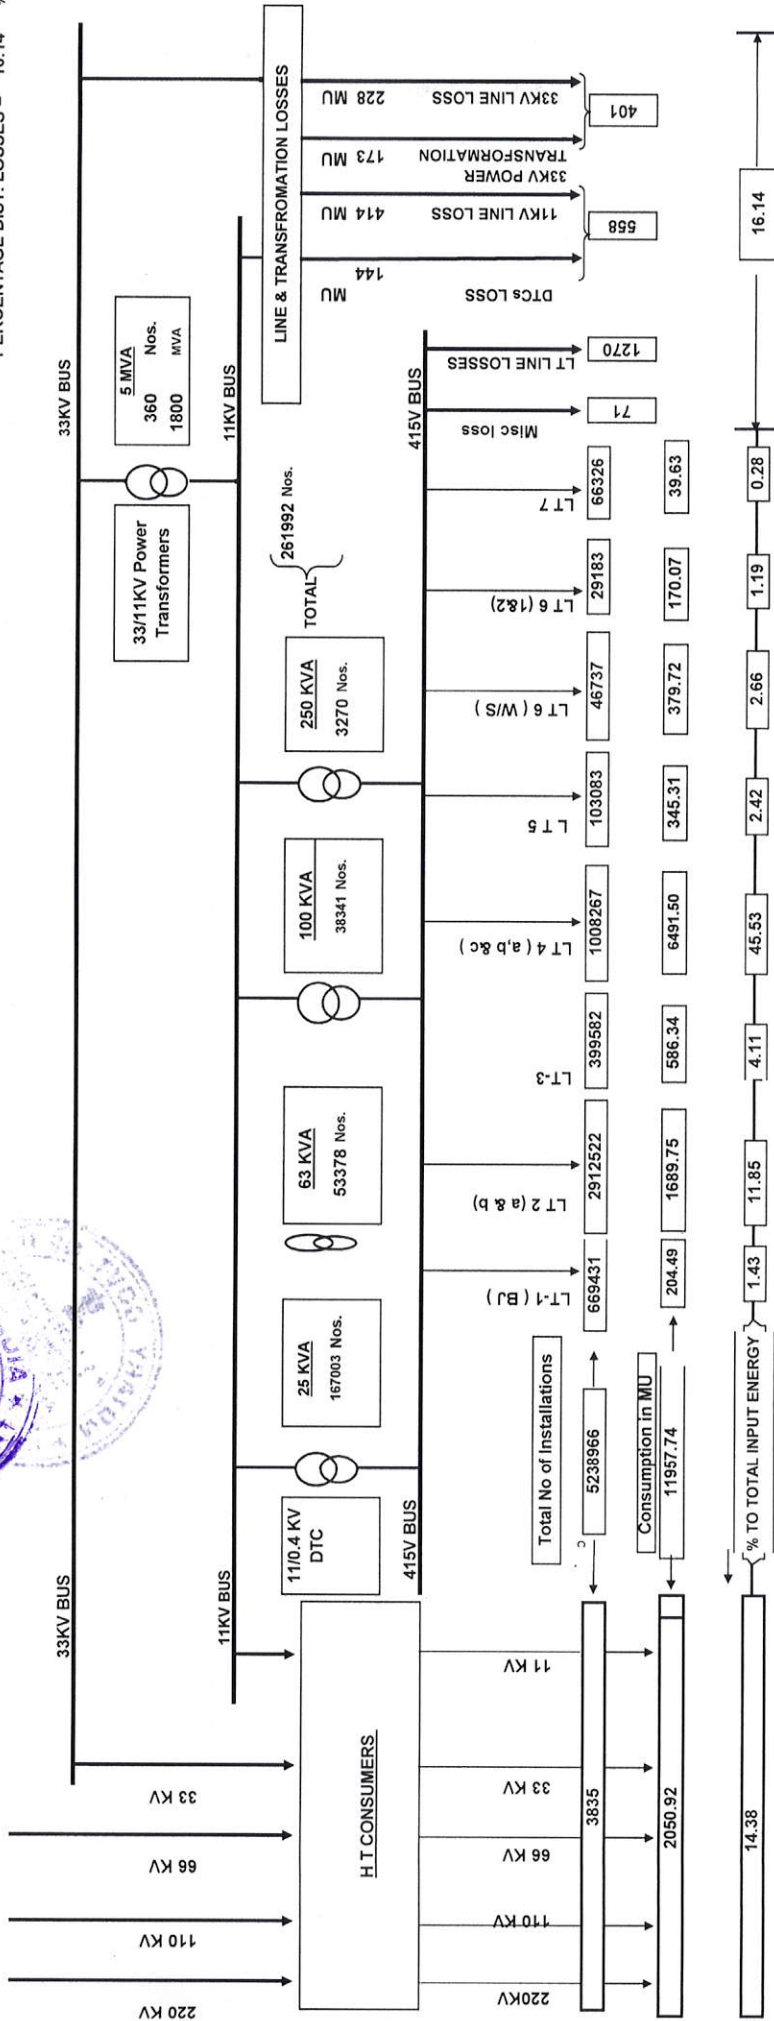 PERCENTAGE DIST. LOSSES = 16.14 %
33KV BUS
33KV BUS
5 MVA
360 Nos.
1800 MVA
33/11KV Power
Transformers
11KV BUS
11KV BUS
LINE & TRANSFROMATION LOSSES
228 MU
33KV LINE LOSS
173 MU
33KV POWER
TRANSFORMATION
414 MU
11KV LINE LOSS
144
MU
DTCs LOSS
401
558
220 KV
110 KV
66 KV
33 KV
H T CONSUMERS
11/0.4 KV
DTC
25 KVA
167003 Nos.
63 KVA
53378 Nos.
100 KVA
38341 Nos.
250 KVA
3270 Nos.
TOTAL
261992 Nos.
415V BUS
415V BUS
220KV
110 KV
66 KV
33 KV
11 KV
LT-1 ( BJ )
LT 2 (a & b)
LT-3
LT 4 ( a,b &c )
L T 5
LT 6 ( W/S )
LT 6 (1&2)
LT 7
Misc loss
LT LINE LOSSES
Total No of Installations
3835
5238966
669431
2912522
399582
1008267
103083
46737
29183
66326
71
1270
Consumption in MU
2050.92
11957.74
204.49
1689.75
586.34
6491.50
345.31
379.72
170.07
39.63
% TO TOTAL INPUT ENERGY
14.38
1.43
11.85
4.11
45.53
2.42
2.66
1.19
0.28
16.14